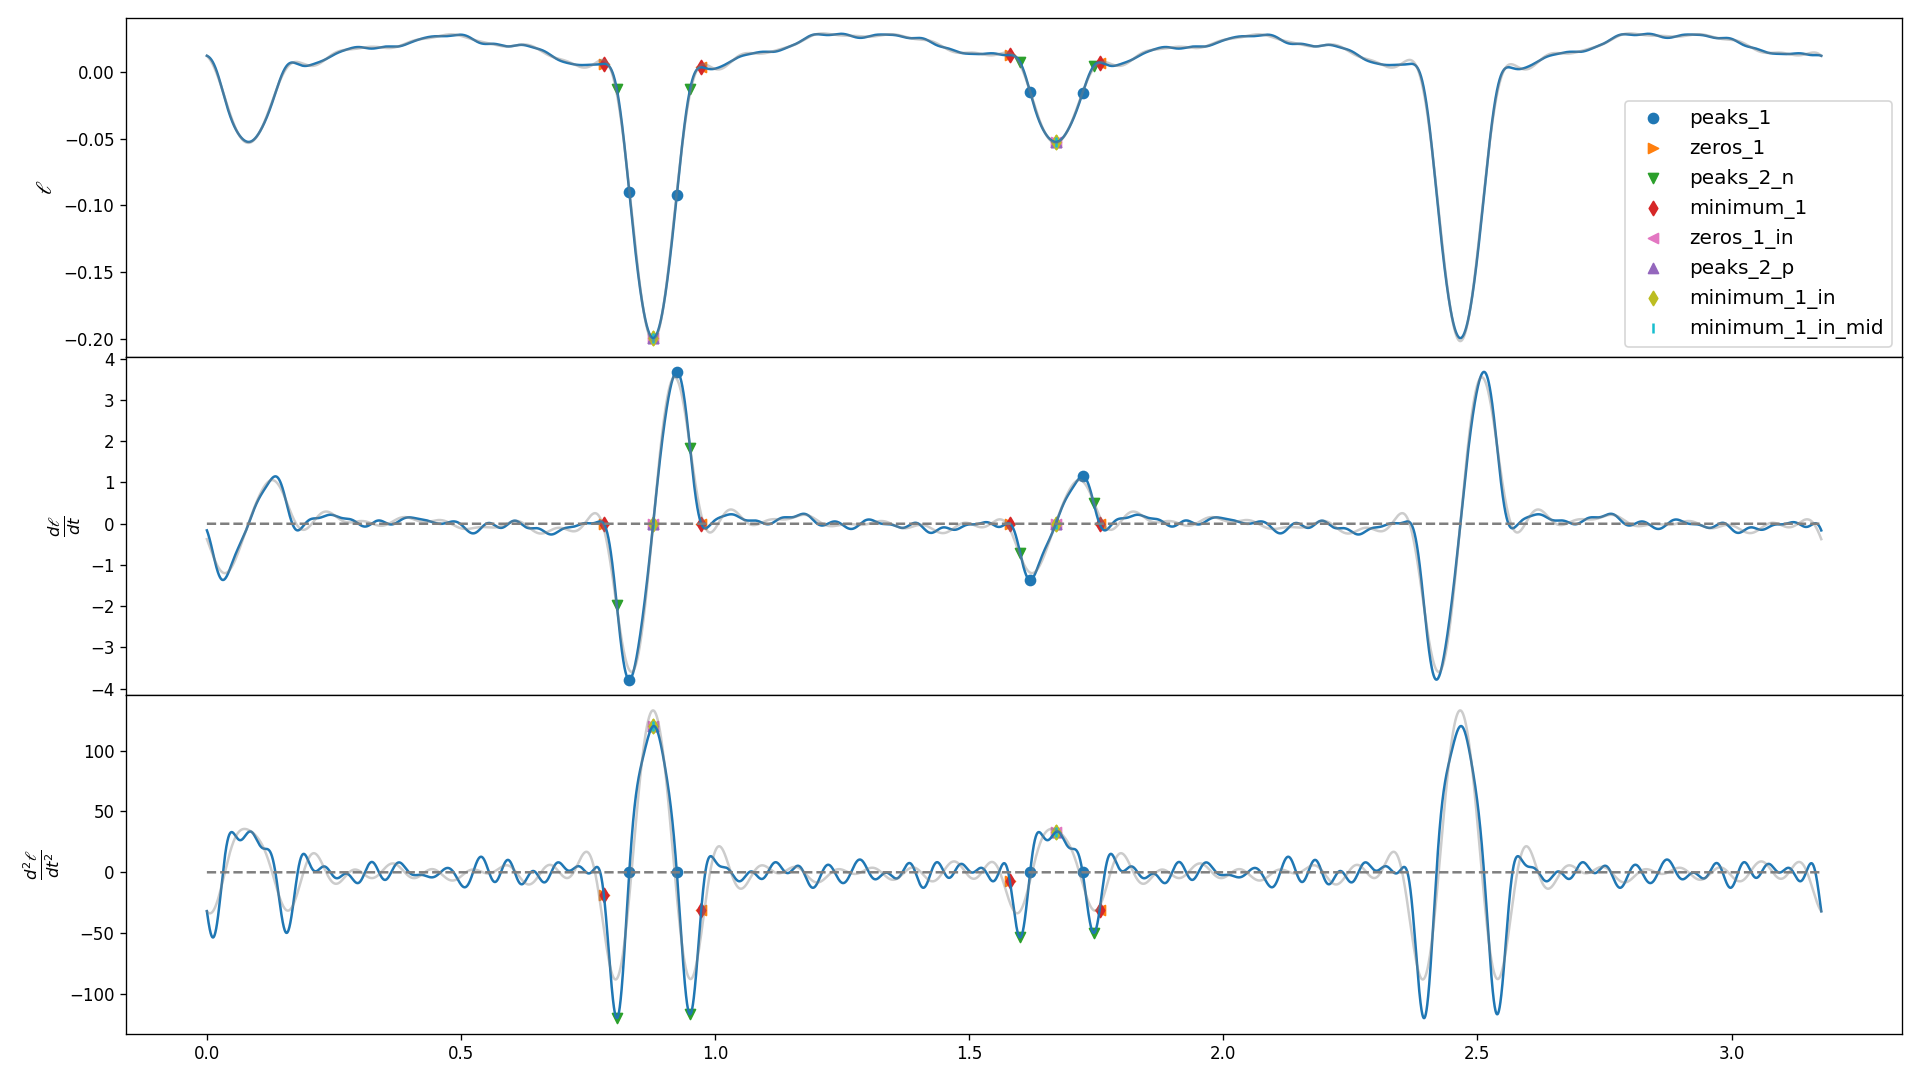 0.00
−0.05
−0.10
−0.15
−0.20
ℓ
peaks_1
zeros_1
peaks_2_n
minimum_1
zeros_1_in
peaks_2_p
minimum_1_in
minimum_1_in_mid
4
3
2
1
0
−1
−2
−3
−4
dℓ
dt
100
50
0
−50
−100
d²ℓ
dt²
0.0 0.5 1.0 1.5 2.0 2.5 3.0